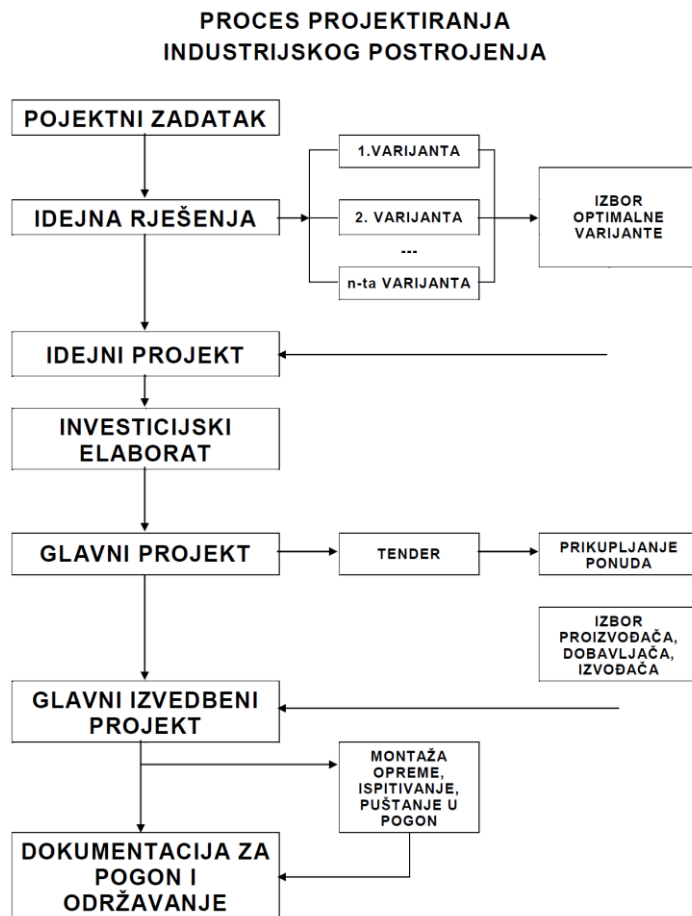 PROCES PROJEKTIRANJA
INDUSTRIJSKOG POSTROJENJA
POJEKTNI ZADATAK
1.VARIJANTA
IDEJNA RJEŠENJA
2. VARIJANTA
---
n-ta VARIJANTA
IZBOR
OPTIMALNE
VARIJANTE
IDEJNI PROJEKT
INVESTICIJSKI
ELABORAT
GLAVNI PROJEKT
TENDER
PRIKUPLJANJE
PONUDA
IZBOR
PROIZVOĐAČA,
DOBAVLJAČA,
IZVOĐAČA
GLAVNI IZVEDBENI
PROJEKT
MONTAŽA
OPREME,
ISPITIVANJE,
PUŠTANJE U
POGON
DOKUMENTACIJA ZA
POGON I
ODRŽAVANJE